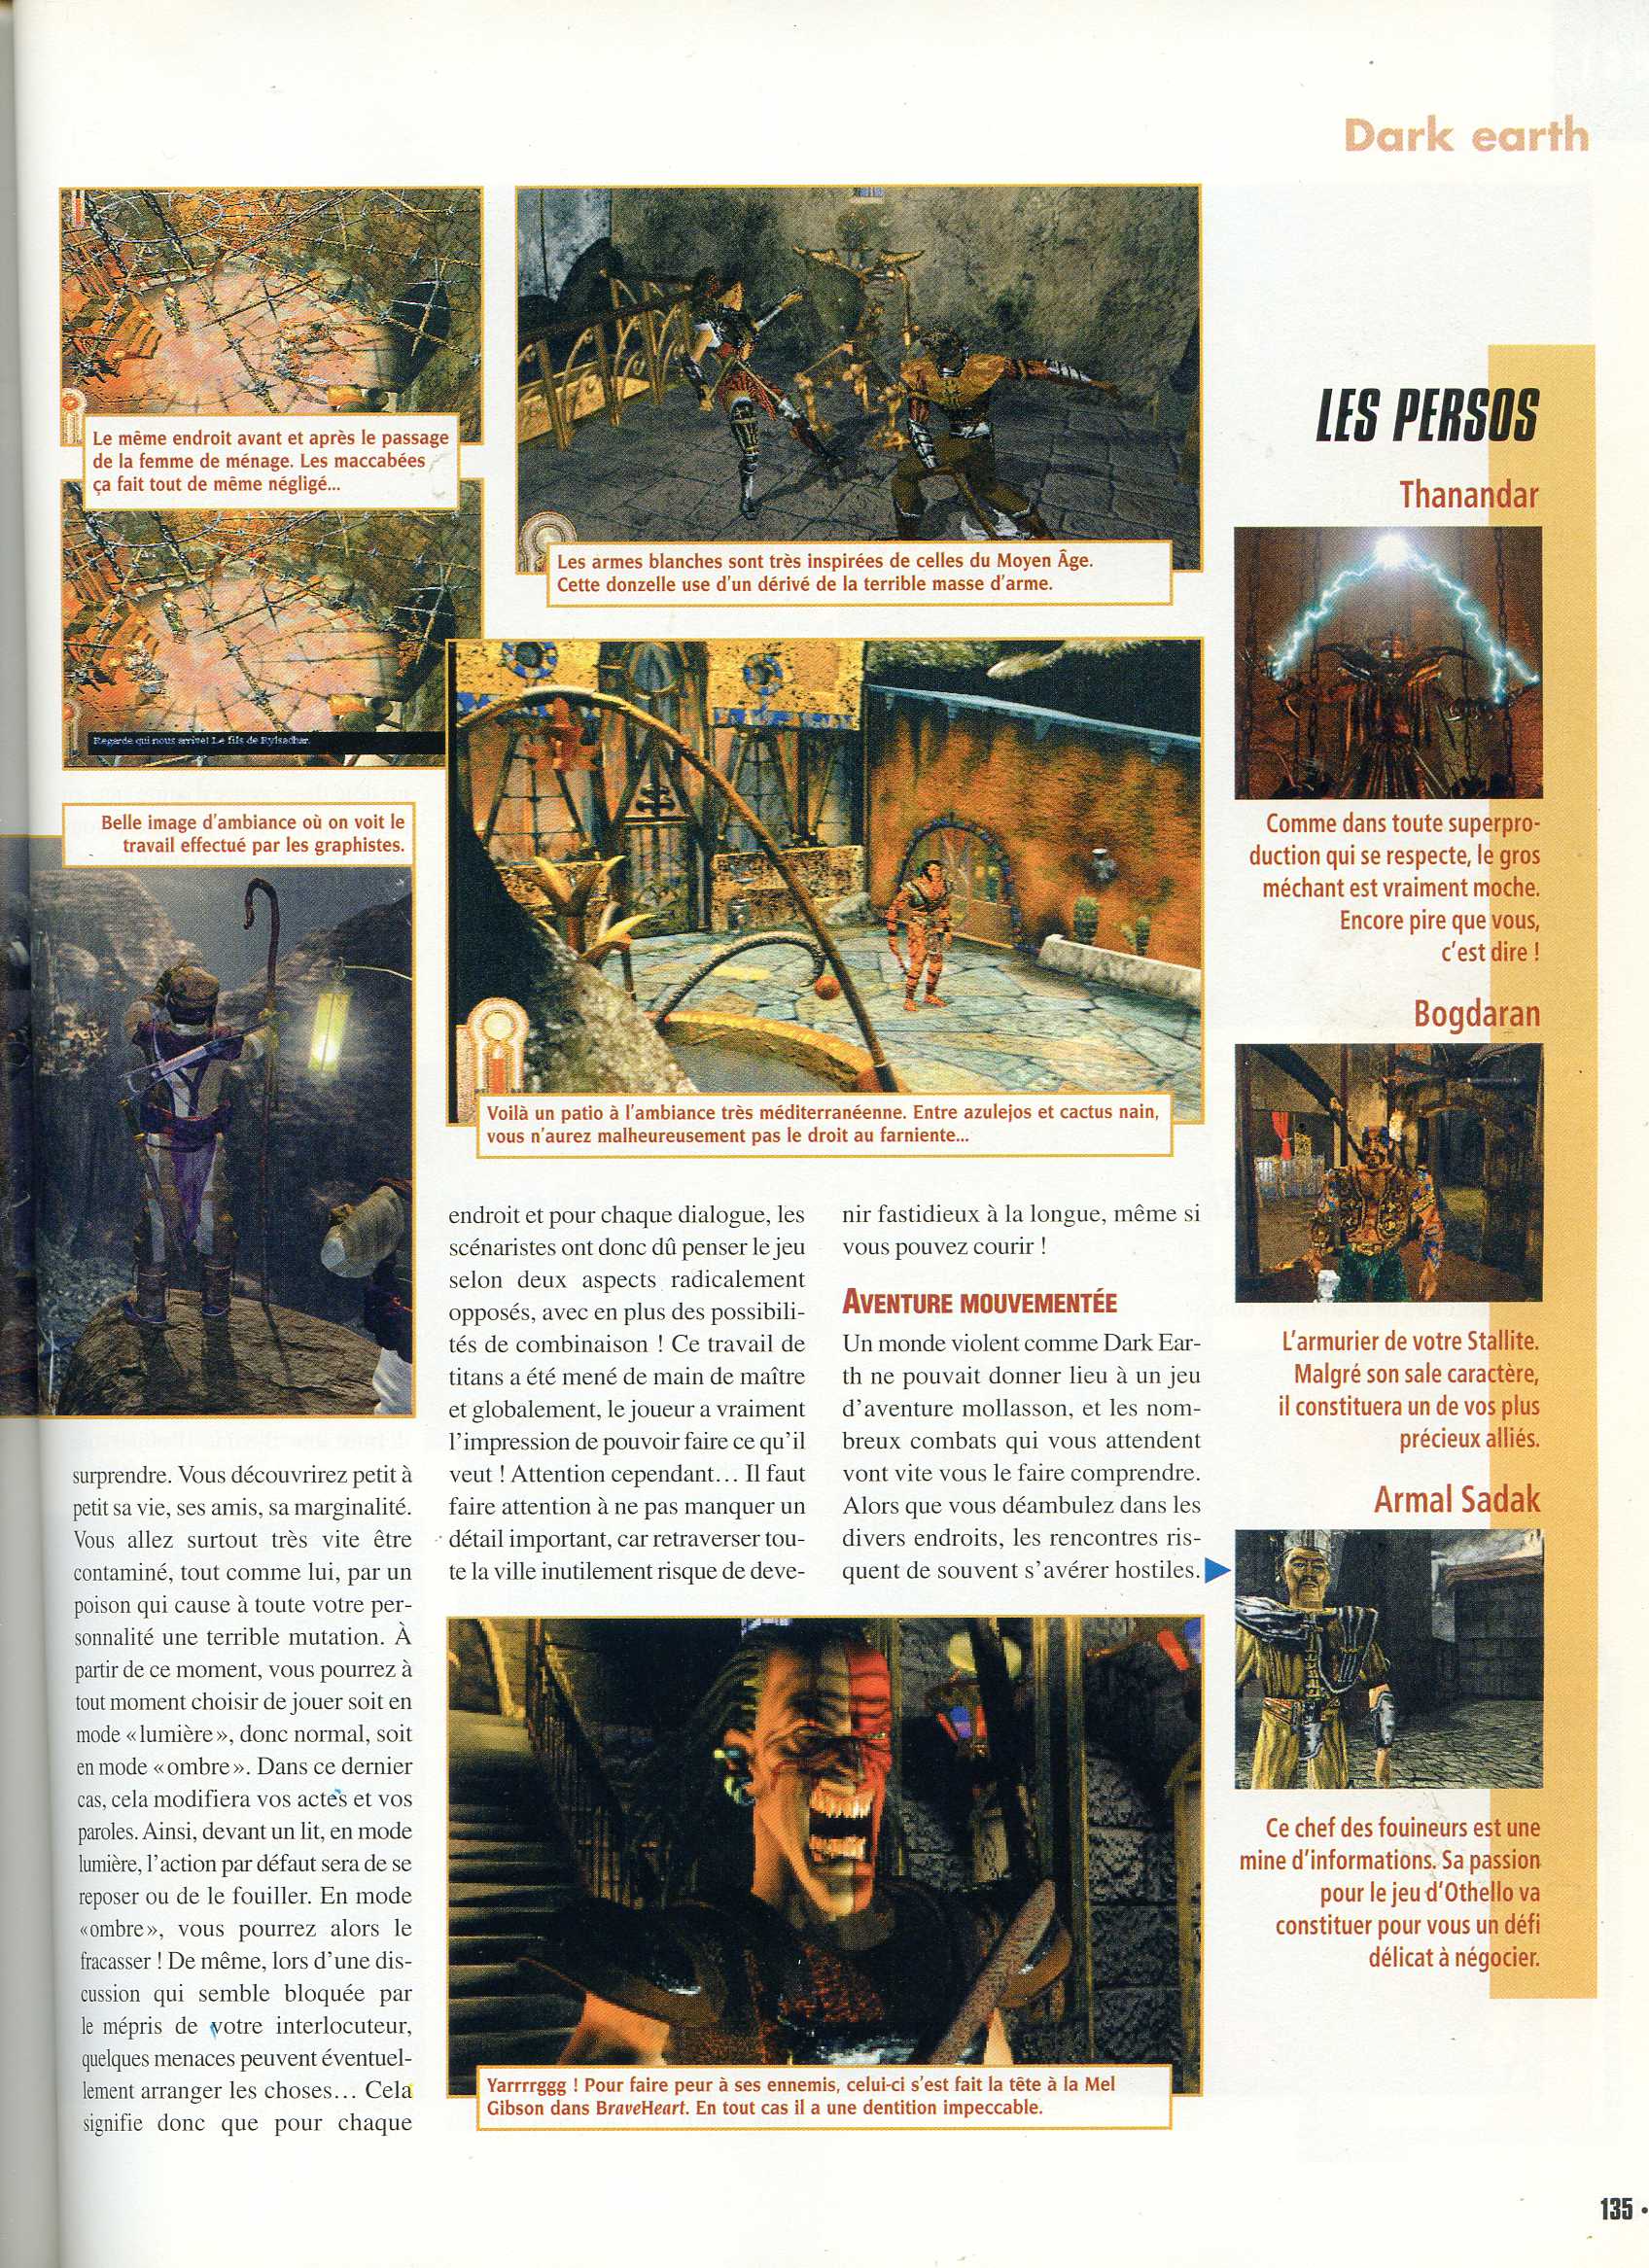 Dark earth
Le même endroit avant et après le passage
de la femme de ménage. Les maccabées
ça fait tout de même négligé...
Regarde qui nous arrive! Le fils de Rylsadhar.
Les armes blanches sont très inspirées de celles du Moyen Âge.
Cette donzelle use d'un dérivé de la terrible masse d'arme.
Belle image d'ambiance où on voit le
travail effectué par les graphistes.
Voilà un patio à l'ambiance très méditerranéenne. Entre azulejos et cactus nain,
vous n'aurez malheureusement pas le droit au farniente...
surprendre. Vous découvrirez petit à
petit sa vie, ses amis, sa marginalité.
Vous allez surtout très vite être
contaminé, tout comme lui, par un
poison qui cause à toute votre per-
sonnalité une terrible mutation. À
partir de ce moment, vous pourrez à
tout moment choisir de jouer soit en
mode «lumière», donc normal, soit
en mode «ombre». Dans ce dernier
cas, cela modifiera vos actes et vos
paroles. Ainsi, devant un lit, en mode
lumière, l'action par défaut sera de se
reposer ou de le fouiller. En mode
«ombre», vous pourrez alors le
fracasser ! De même, lors d'une dis-
cussion qui semble bloquée par
le mépris de votre interlocuteur,
quelques menaces peuvent éventuel-
lement arranger les choses... Cela
signifie donc que pour chaque
endroit et pour chaque dialogue, les
scénaristes ont donc dû penser le jeu
selon deux aspects radicalement
opposés, avec en plus des possibili-
tés de combinaison ! Ce travail de
titans a été mené de main de maître
et globalement, le joueur a vraiment
l'impression de pouvoir faire ce qu'il
veut ! Attention cependant... Il faut
faire attention à ne pas manquer un
détail important, car retraverser tou-
te la ville inutilement risque de deve-
nir fastidieux à la longue, même si
vous pouvez courir !
AVENTURE MOUVEMENTÉE
Un monde violent comme Dark Ear-
th ne pouvait donner lieu à un jeu
d'aventure mollasson, et les nom-
breux combats qui vous attendent
vont vite vous le faire comprendre.
Alors que vous déambulez dans les
divers endroits, les rencontres ris-
quent de souvent s'avérer hostiles.
Yarrrrggg ! Pour faire peur à ses ennemis, celui-ci s'est fait la tête à la Mel
Gibson dans BraveHeart. En tout cas il a une dentition impeccable.
LES PERSOS
Thanandar
Comme dans toute superpro-
duction qui se respecte, le gros
méchant est vraiment moche.
Encore pire que vous,
c'est dire !
Bogdaran
L'armurier de votre Stallite.
Malgré son sale caractère,
il constituera un de vos plus
précieux alliés.
Armal Sadak
Ce chef des fouineurs est une
mine d'informations. Sa passion
pour le jeu d'Othello va
constituer pour vous un défi
délicat à négocier.
135 •